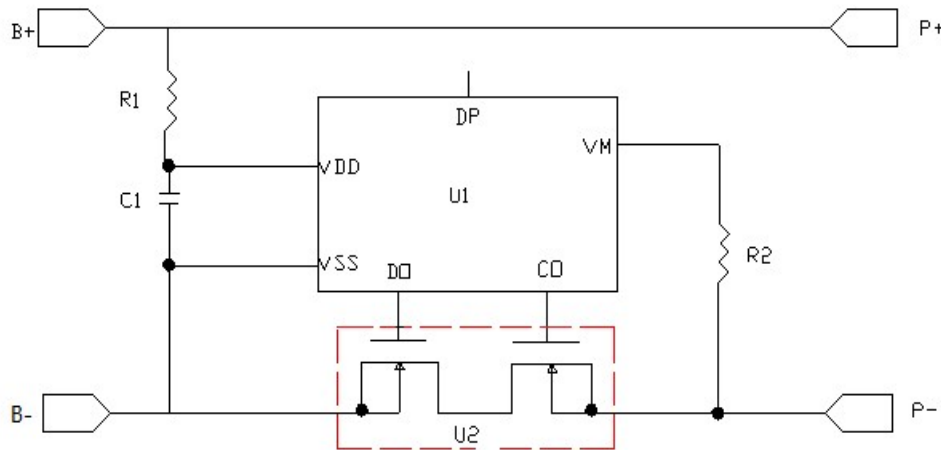 B+
P+
R1
DP
VM
VDD
C1
U1
R2
VSS
DO
CO
B-
P-
U2